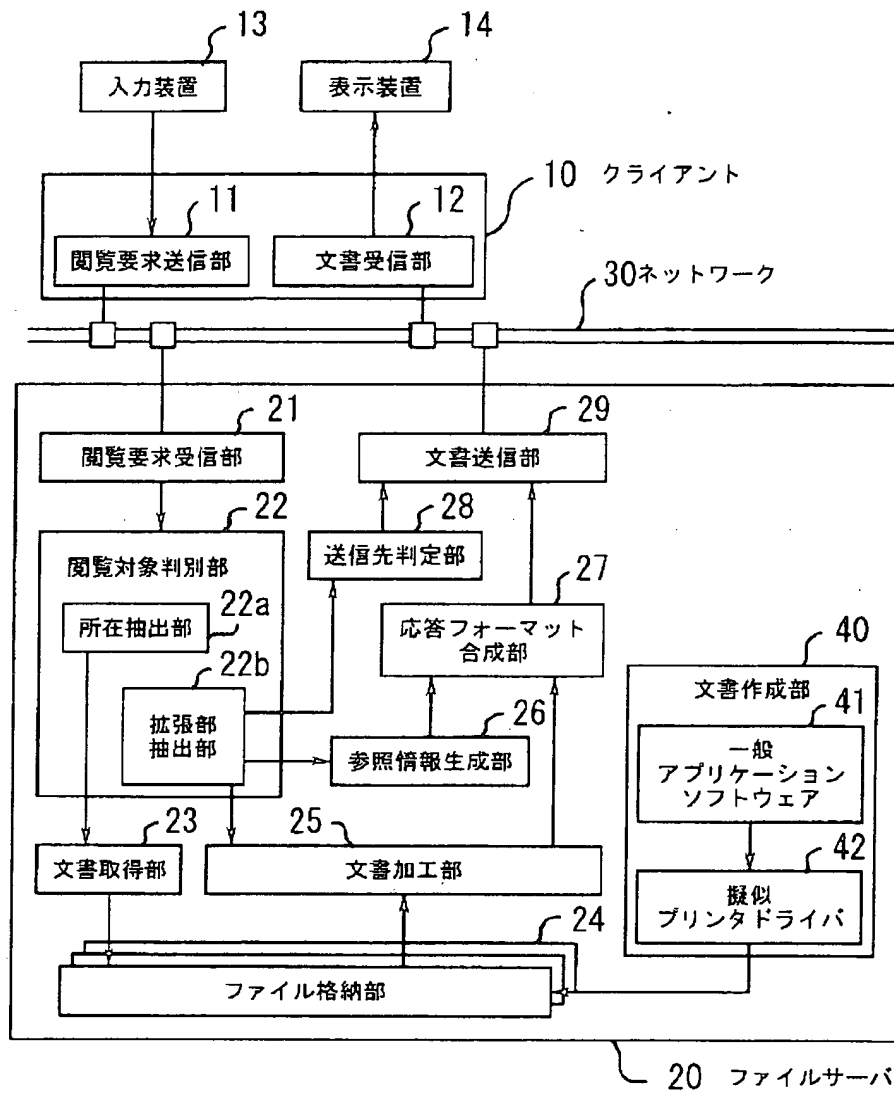 13
14
入力装置
表示装置
10 クライアント
11
12
閲覧要求送信部
文書受信部
30ネットワーク
21
29
閲覧要求受信部
文書送信部
22
28
閲覧対象判別部
送信先判定部
27
22a
所在抽出部
応答フォーマット
合成部
40
22b
文書作成部
拡張部
抽出部
26
41
参照情報生成部
一般
アプリケーション
ソフトウェア
23
25
42
文書取得部
文書加工部
擬似
プリンタドライバ
24
ファイル格納部
20 ファイルサーバ